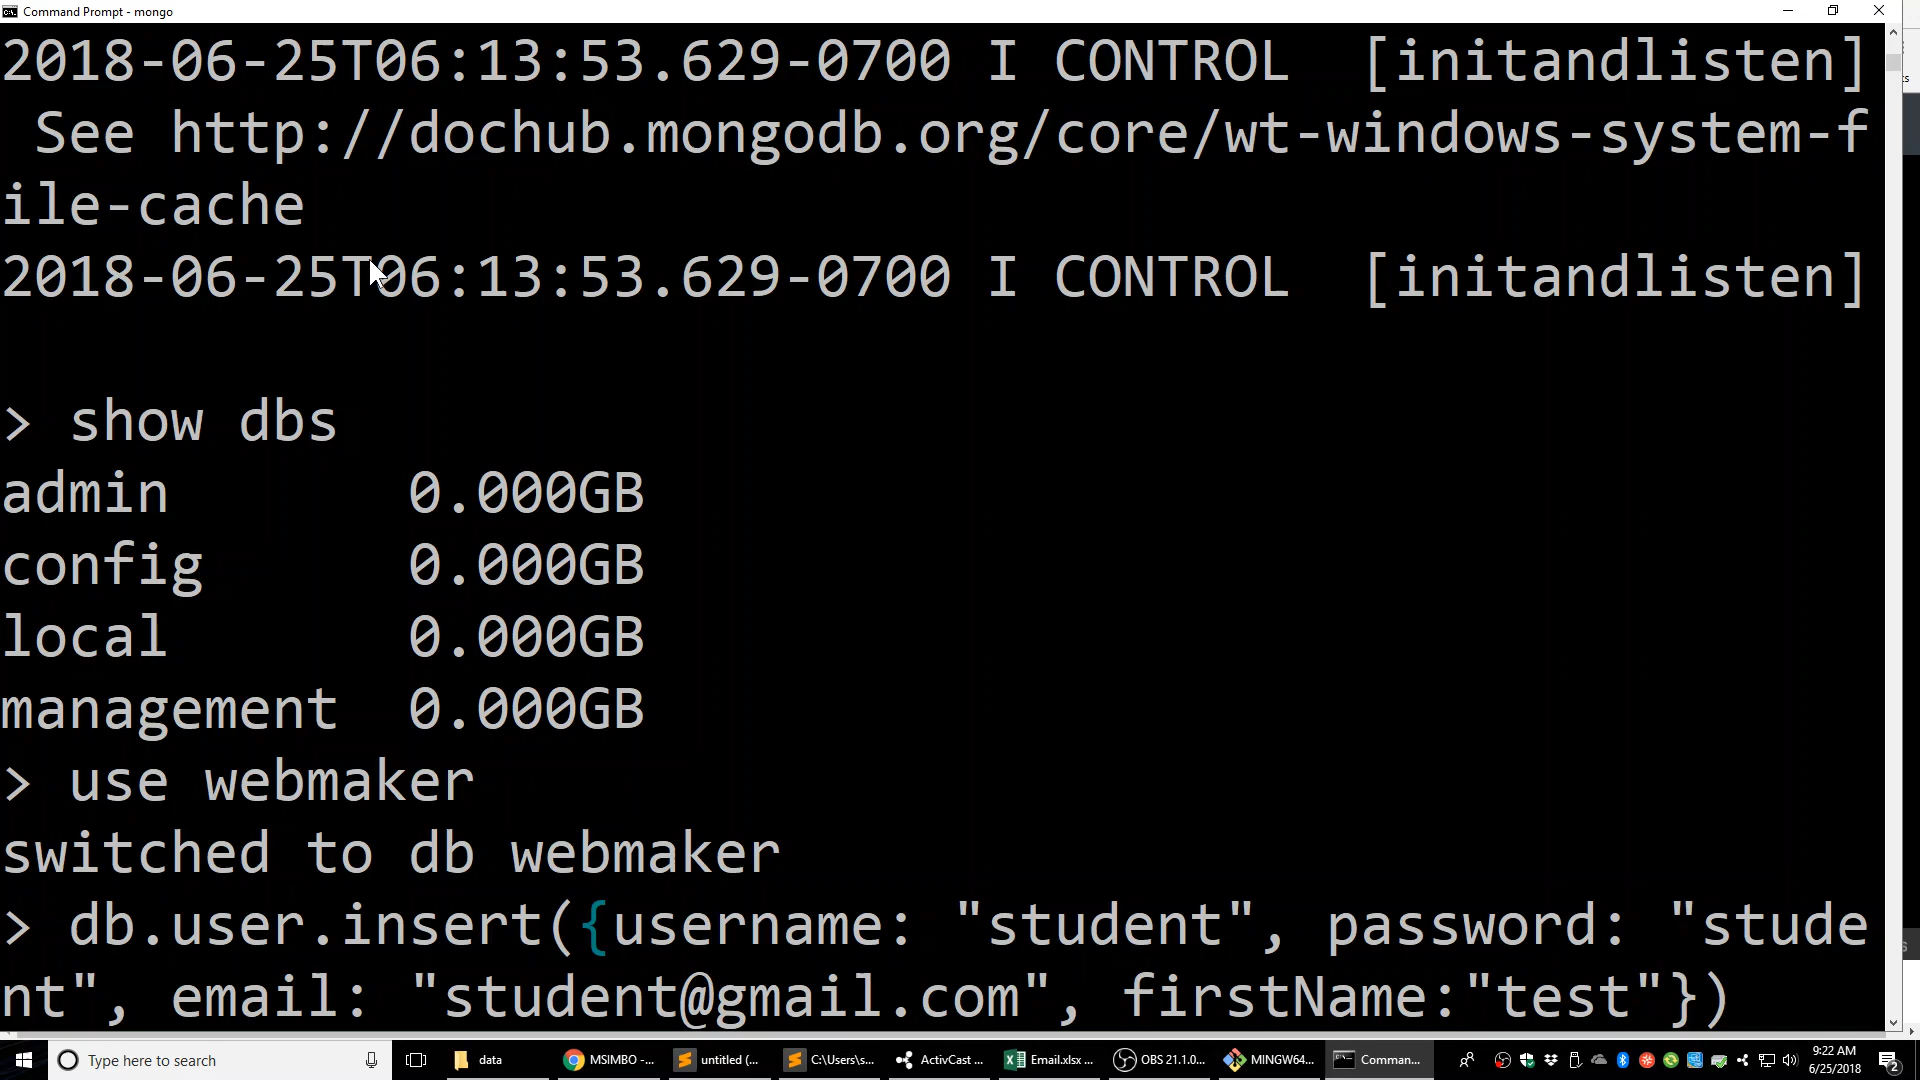 Command Prompt - mongo
2018-06-25T06:13:53.629-0700 I CONTROL  [initandlisten]
 See http://dochub.mongodb.org/core/wt-windows-system-f
ile-cache
2018-06-25T06:13:53.629-0700 I CONTROL  [initandlisten]
> show dbs
admin       0.000GB
config      0.000GB
local       0.000GB
management  0.000GB
> use webmaker
switched to db webmaker
> db.user.insert({username: "student", password: "stude
nt", email: "student@gmail.com", firstName:"test"})
Type here to search
data
MSIMBO -...
untitled (...
C:\Users\s...
ActivCast ...
Email.xlsx ...
OBS 21.1.0...
MINGW64...
Comman...
9:22 AM
6/25/2018
2